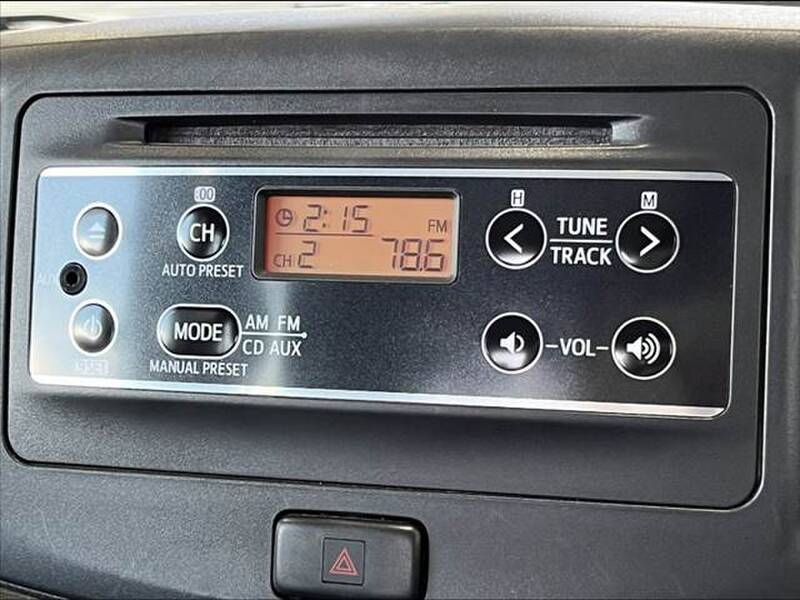 :00
CH
AUTO PRESET
AUX
MODE
AM FM
CD AUX
MANUAL PRESET
2:15
FM
CH 2 78.6
H
M
TUNE
TRACK
-VOL-